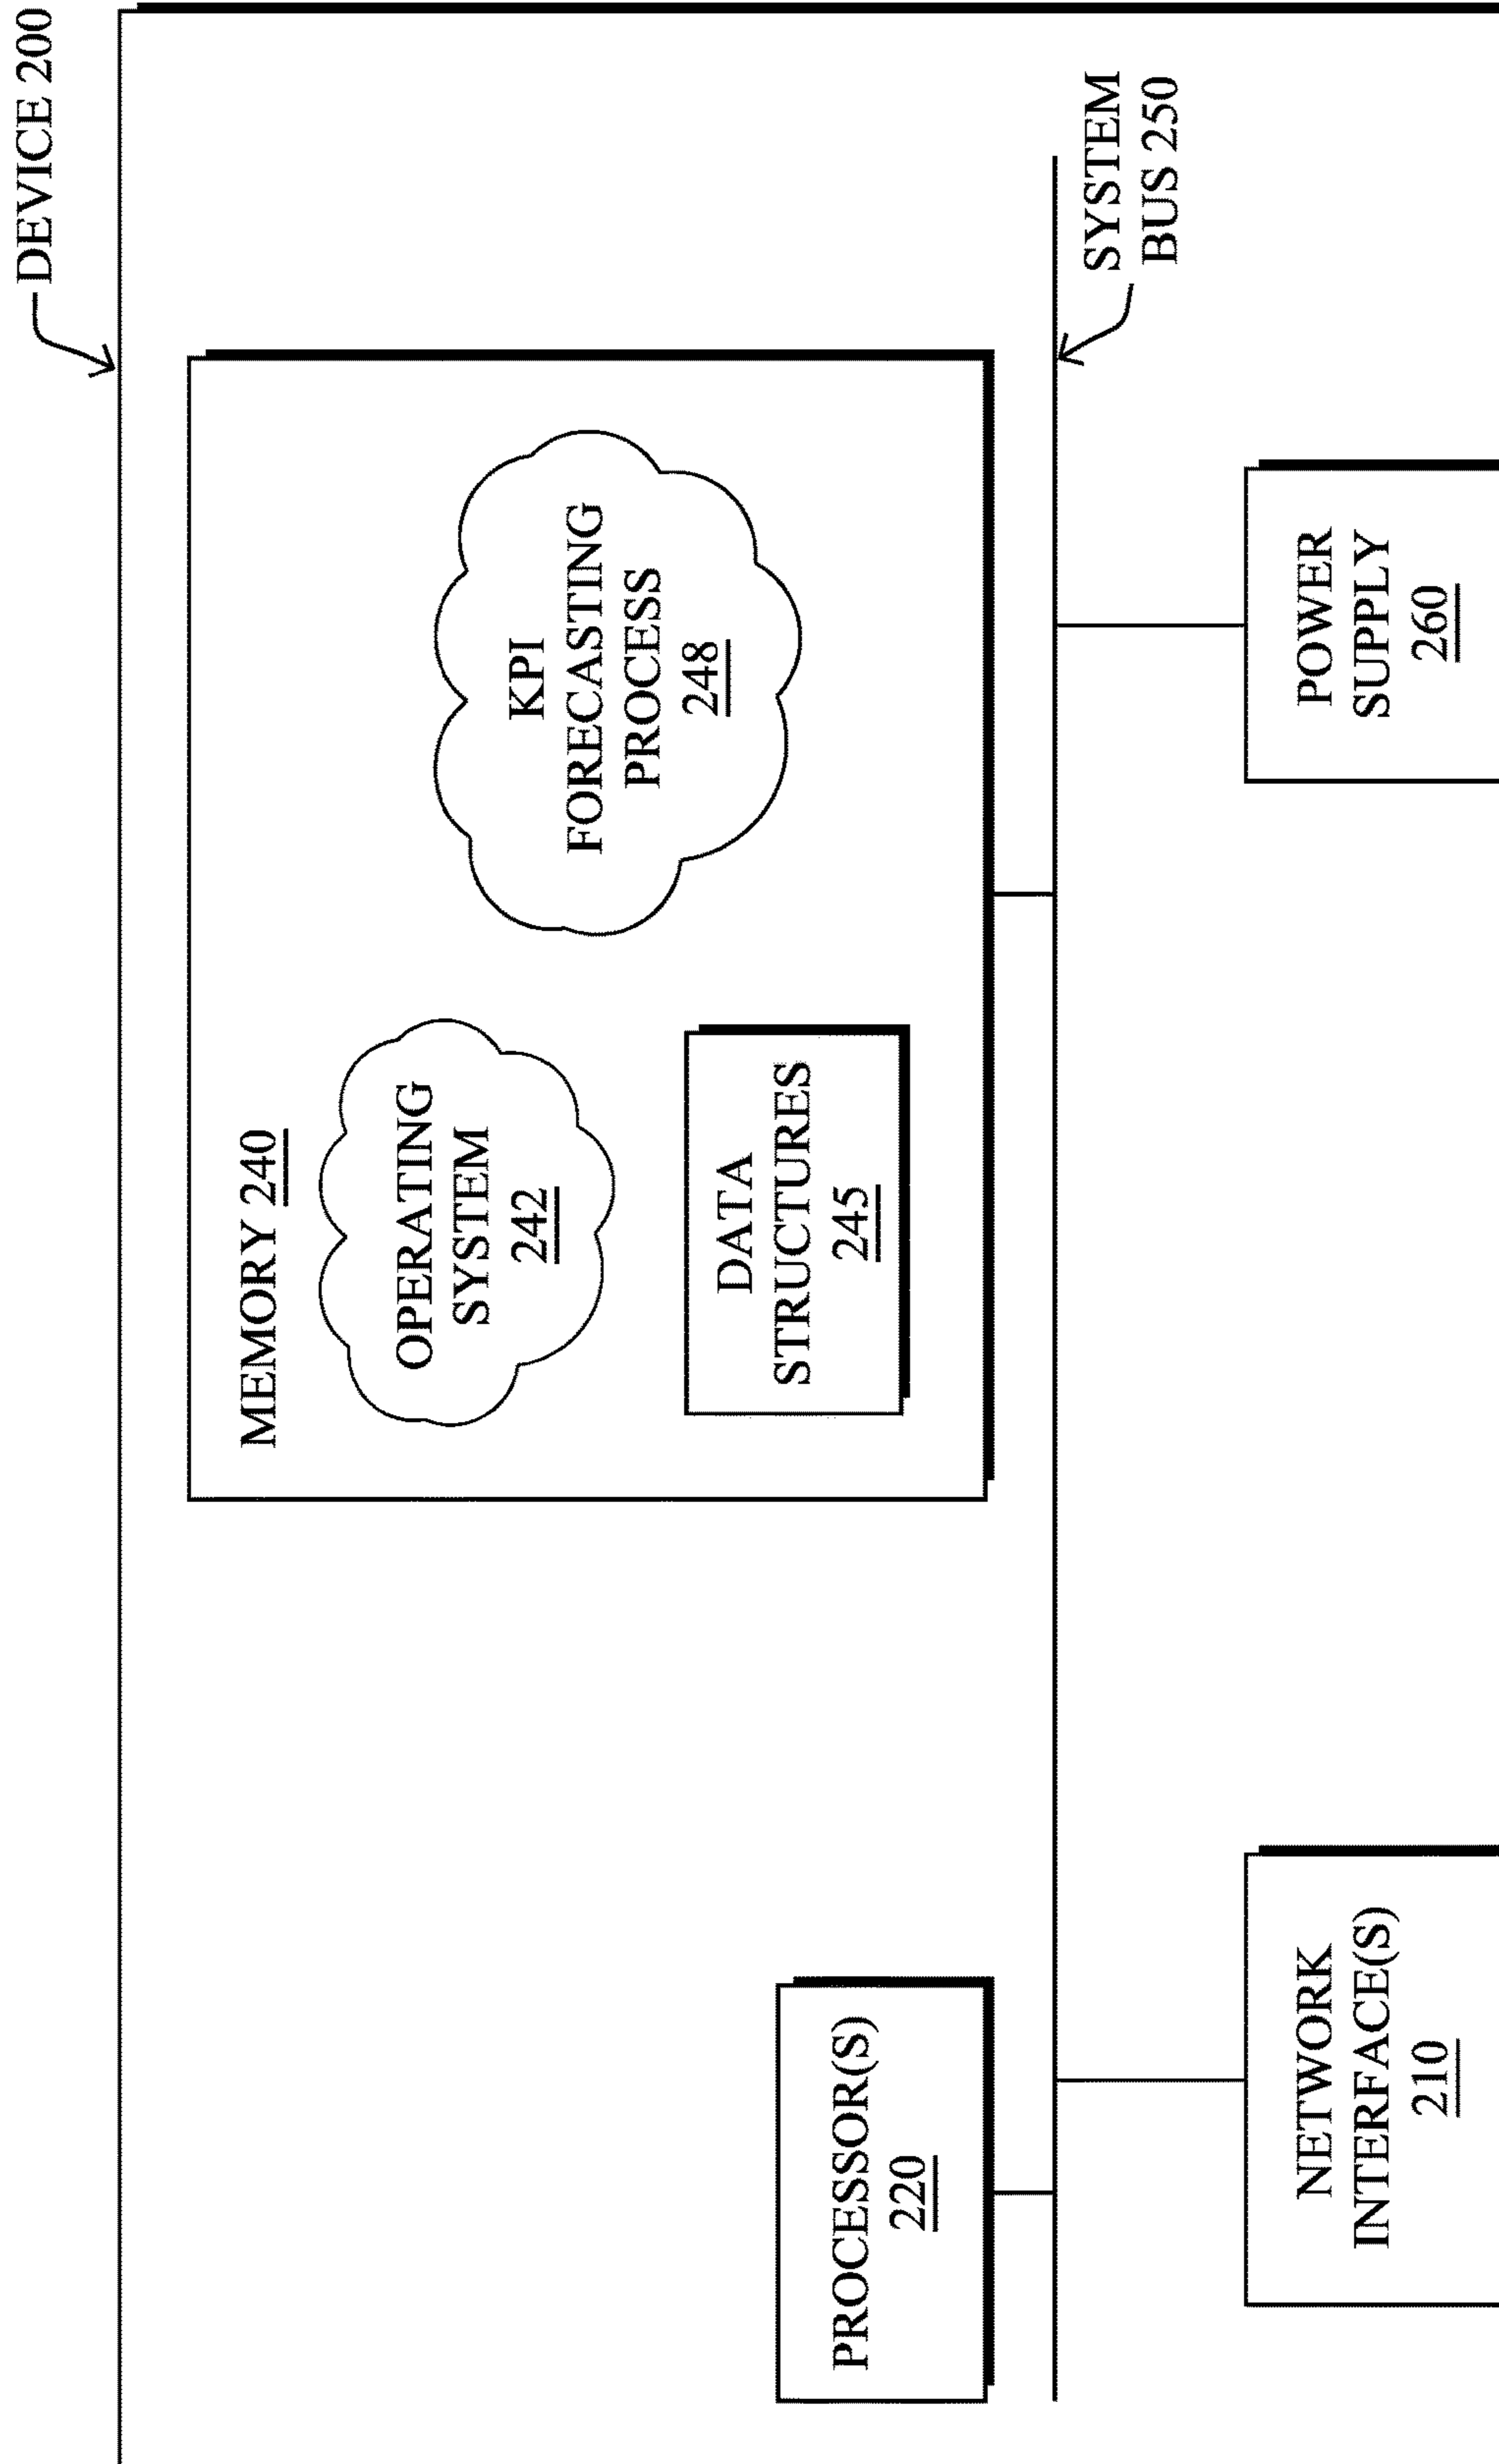 DEVICE 200
MEMORY 240
OPERATING
SYSTEM
242
DATA
STRUCTURES
245
KPI
FORECASTING
PROCESS
248
PROCESSOR(S)
220
SYSTEM
BUS 250
NETWORK
INTERFACE(S)
210
POWER
SUPPLY
260